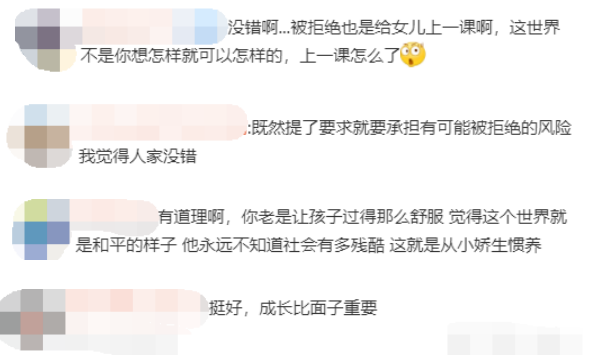 没错啊...被拒绝也是给女儿上一课啊，这世界
不是你想怎样就可以怎样的，上一课怎么了
:既然提了要求就要承担有可能被拒绝的风险
我觉得人家没错
有道理啊，你老是让孩子过得那么舒服 觉得这个世界就
是和平的样子 他永远不知道社会有多残酷 这就是从小娇生惯养
挺好，成长比面子重要